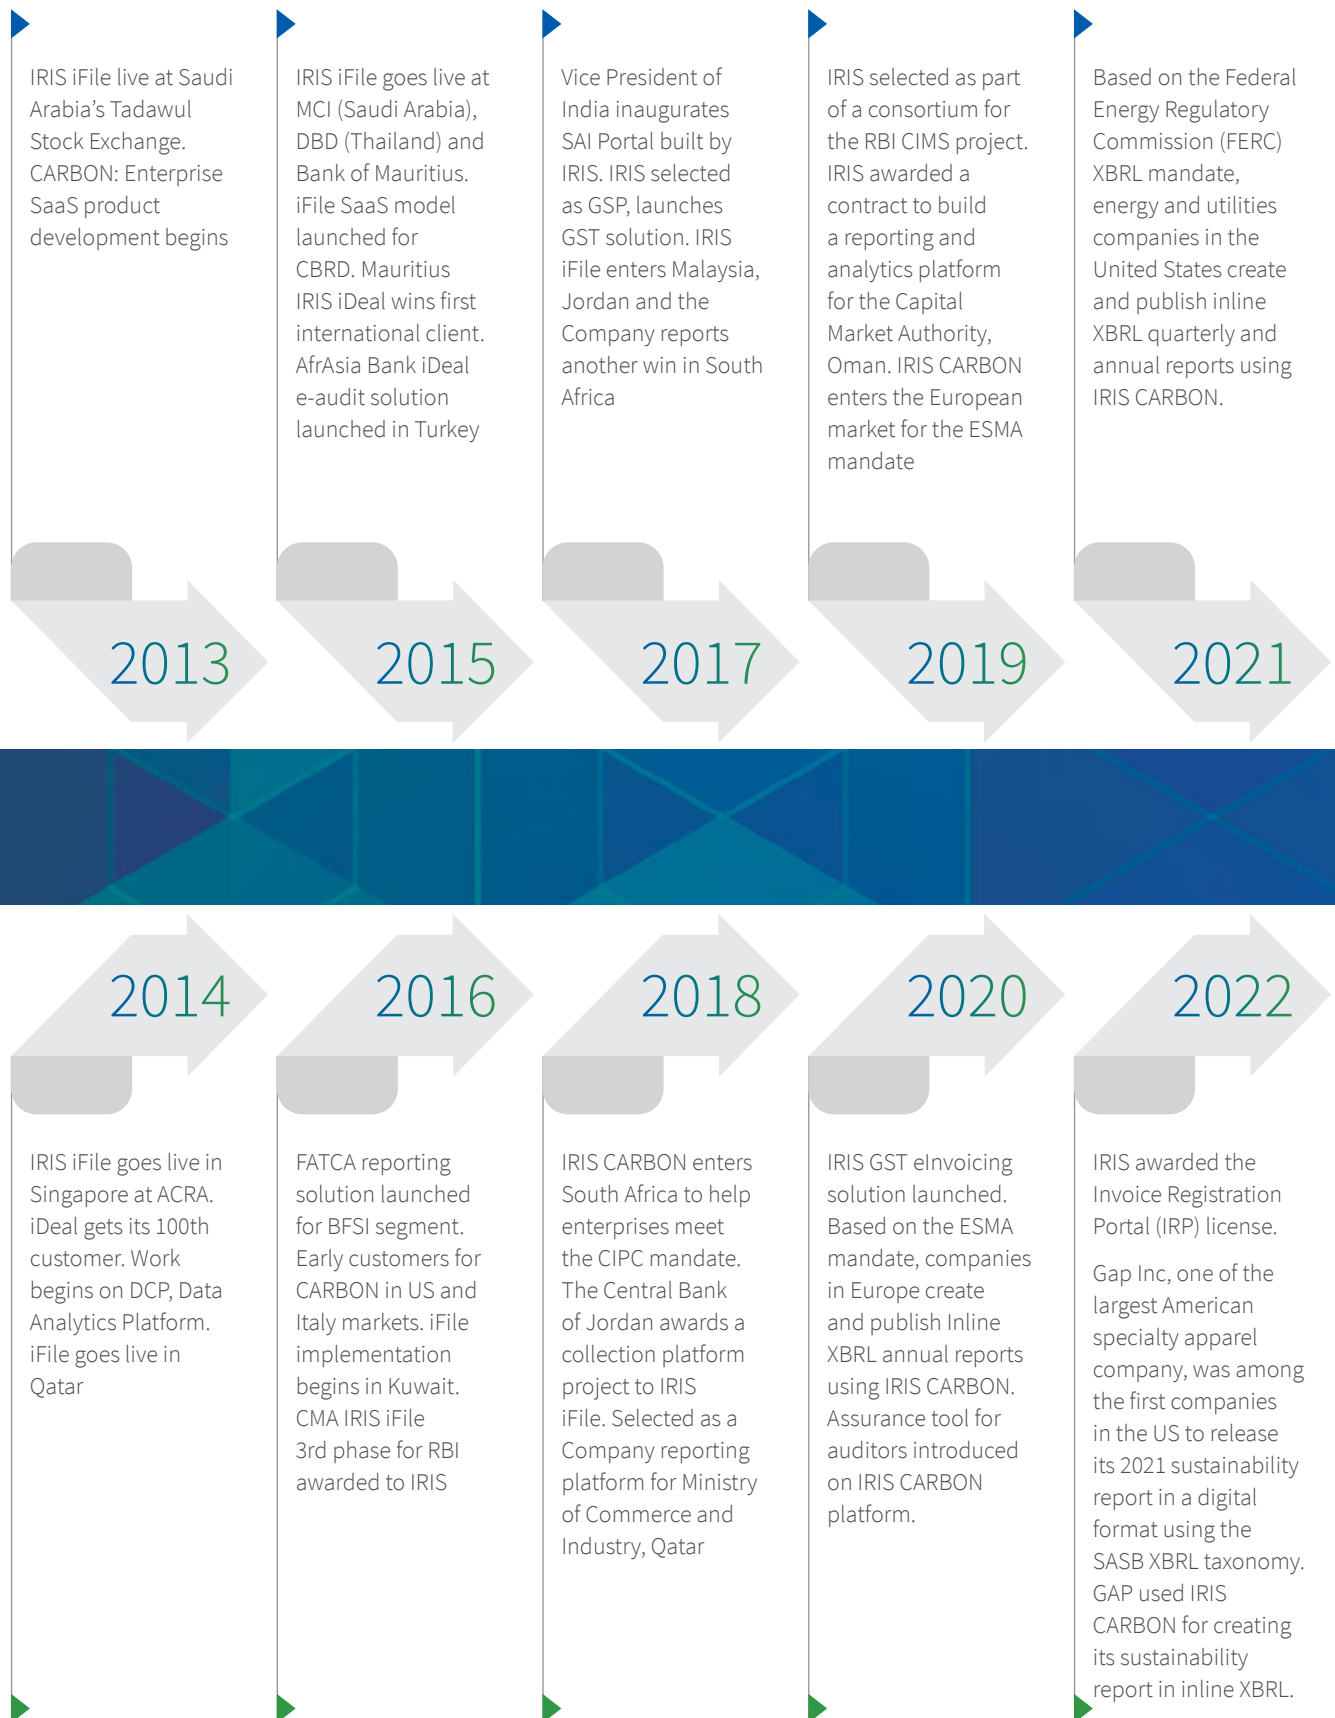 IRIS iFile live at Saudi
Arabia's Tadawul
Stock Exchange.
CARBON: Enterprise
SaaS product
development begins
IRIS iFile goes live at
MCI (Saudi Arabia),
DBD (Thailand) and
Bank of Mauritius.
iFile SaaS model
launched for
CBRD. Mauritius
IRIS iDeal wins first
international client.
AfrAsia Bank iDeal
e-audit solution
launched in Turkey
Vice President of
India inaugurates
SAI Portal built by
IRIS. IRIS selected
as GSP, launches
GST solution. IRIS
iFile enters Malaysia,
Jordan and the
Company reports
another win in South
Africa
IRIS selected as part
of a consortium for
the RBI CIMS project.
IRIS awarded a
contract to build
a reporting and
analytics platform
for the Capital
Market Authority,
Oman. IRIS CARBON
enters the European
market for the ESMA
mandate
Based on the Federal
Energy Regulatory
Commission (FERC)
XBRL mandate,
energy and utilities
companies in the
United States create
and publish inline
XBRL quarterly and
annual reports using
IRIS CARBON.
2013
2015
2017
2019
2021
2014
2016
2018
2020
2022
IRIS iFile goes live in
Singapore at ACRA.
iDeal gets its 100th
customer. Work
begins on DCP, Data
Analytics Platform.
iFile goes live in
Qatar
FATCA reporting
solution launched
for BFSI segment.
Early customers for
CARBON in US and
Italy markets. iFile
implementation
begins in Kuwait.
CMA IRIS iFile
3rd phase for RBI
awarded to IRIS
IRIS CARBON enters
South Africa to help
enterprises meet
the CIPC mandate.
The Central Bank
of Jordan awards a
collection platform
project to IRIS
iFile. Selected as a
Company reporting
platform for Ministry
of Commerce and
Industry, Qatar
IRIS GST eInvoicing
solution launched.
Based on the ESMA
mandate, companies
in Europe create
and publish Inline
XBRL annual reports
using IRIS CARBON.
Assurance tool for
auditors introduced
on IRIS CARBON
platform.
IRIS awarded the
Invoice Registration
Portal (IRP) license.
Gap Inc, one of the
largest American
specialty apparel
company, was among
the first companies
in the US to release
its 2021 sustainability
report in a digital
format using the
SASB XBRL taxonomy.
GAP used IRIS
CARBON for creating
its sustainability
report in inline XBRL.